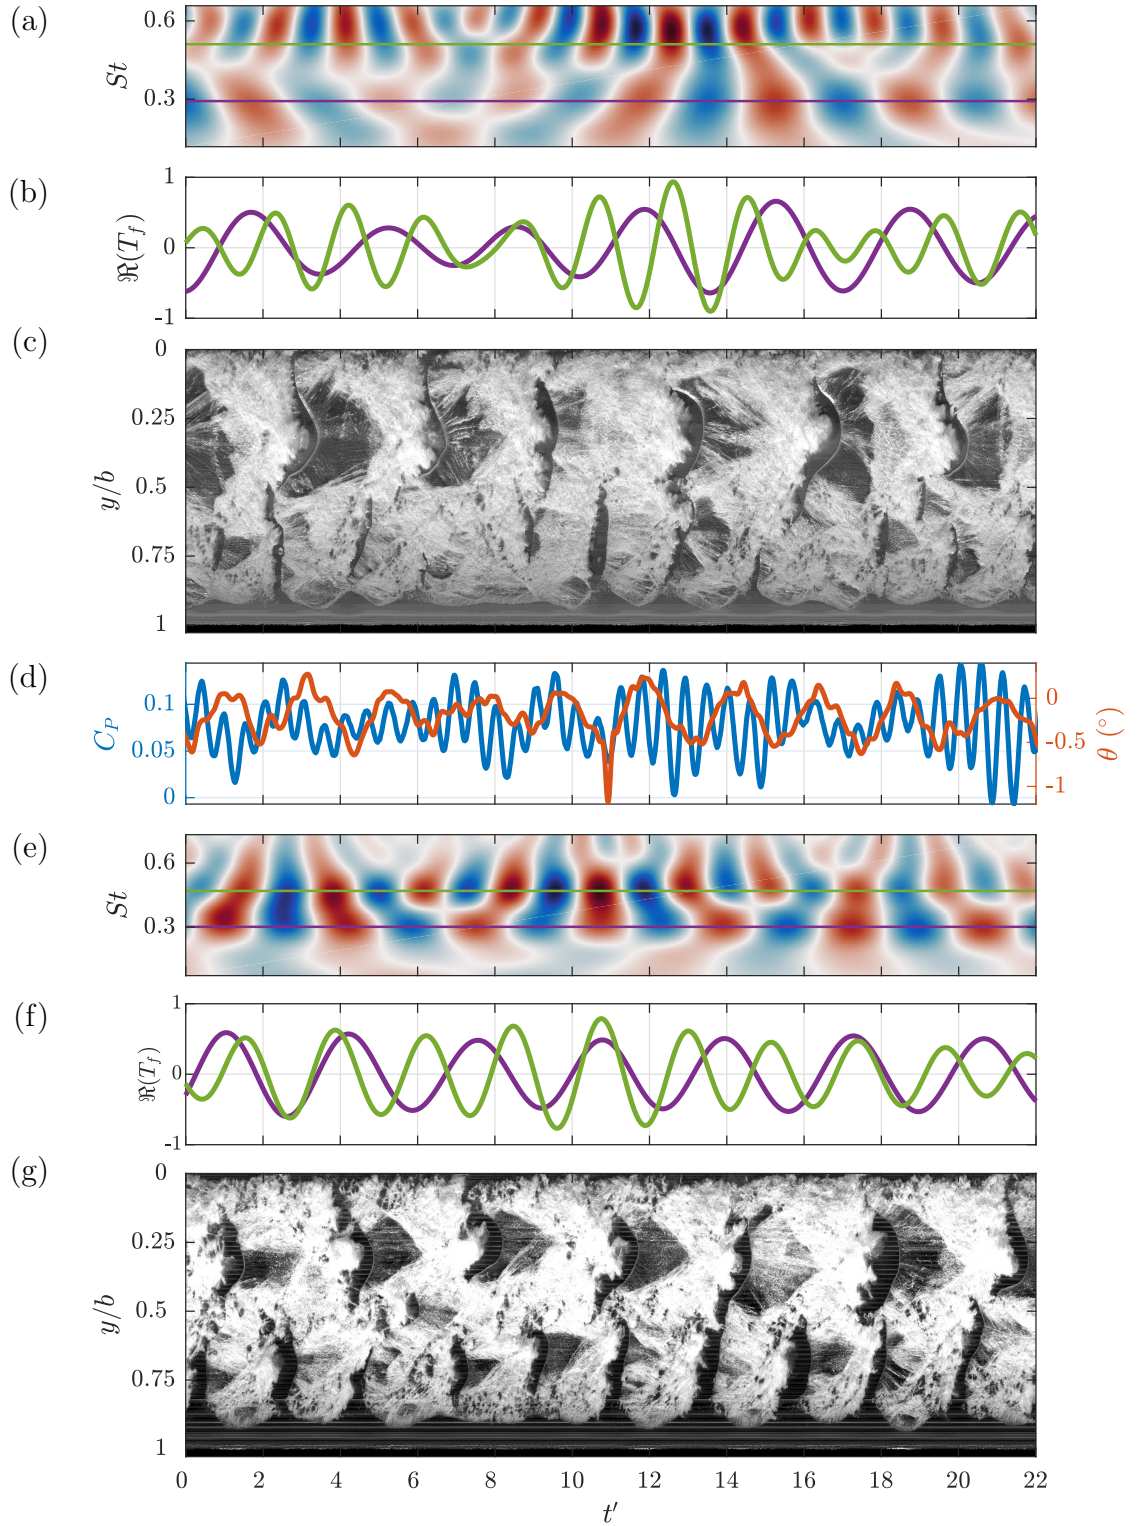 (a)
0.6
0.3
St
(b)
1
0
-1
ℜ(T_f)
(c)
0
0.25
0.5
0.75
1
y/b
(d)
0.1
0.05
0
C_P
0
-0.5
-1
θ (°)
(e)
0.6
0.3
St
(f)
1
0
-1
ℜ(T_f)
(g)
0
0.25
0.5
0.75
1
y/b
0 2 4 6 8 10 12 14 16 18 20 22
t′